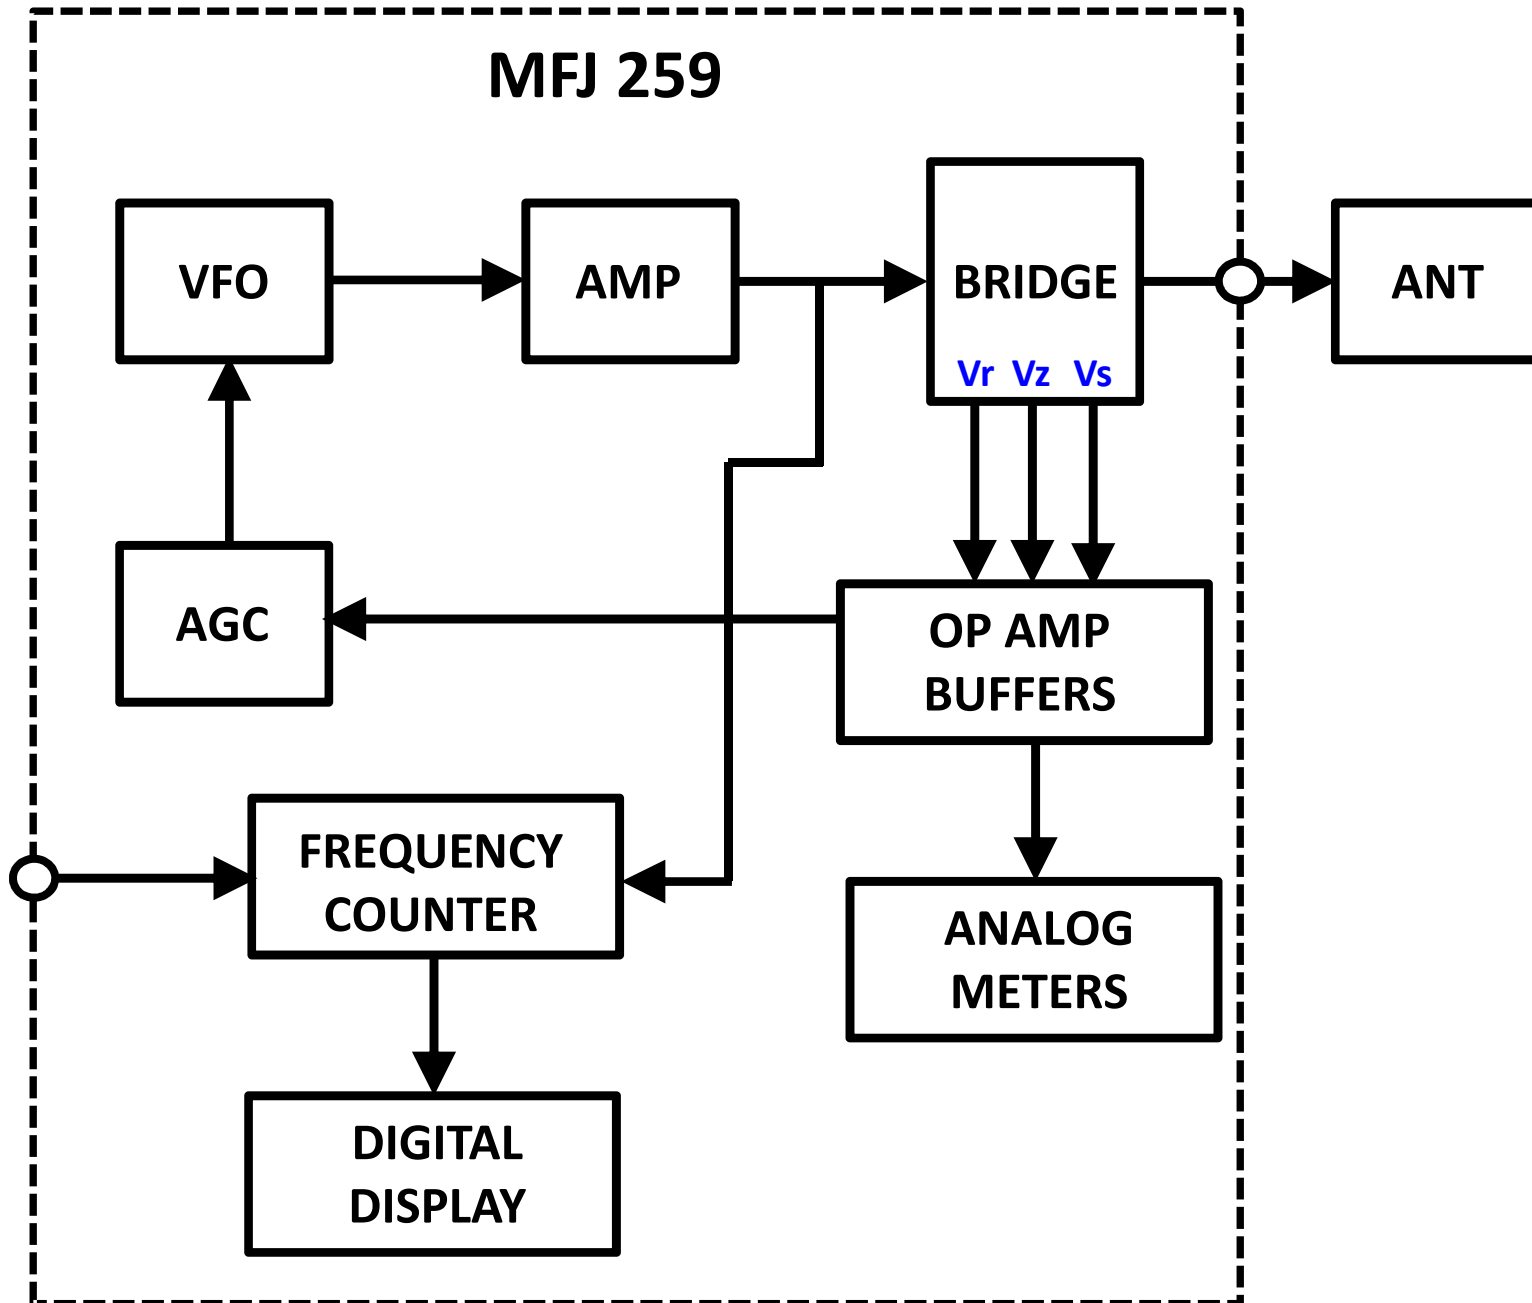 MFJ 259
VFO
AMP
BRIDGE
Vr Vz Vs
ANT
AGC
OP AMP
BUFFERS
FREQUENCY
COUNTER
ANALOG
METERS
DIGITAL
DISPLAY